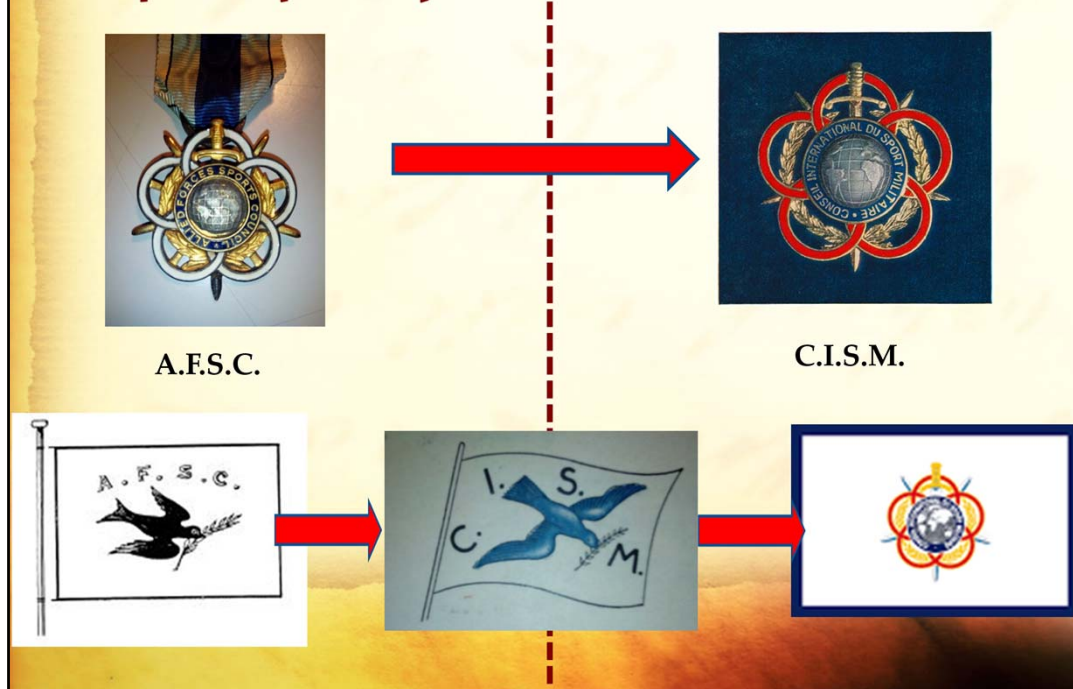 ALLIED FORCES SPORTS COUNCIL
CONSEIL INTERNATIONAL DU SPORT MILITAIRE
A.F.S.C.
C.I.S.M.
A. F. S. C.
C. I. S. M.